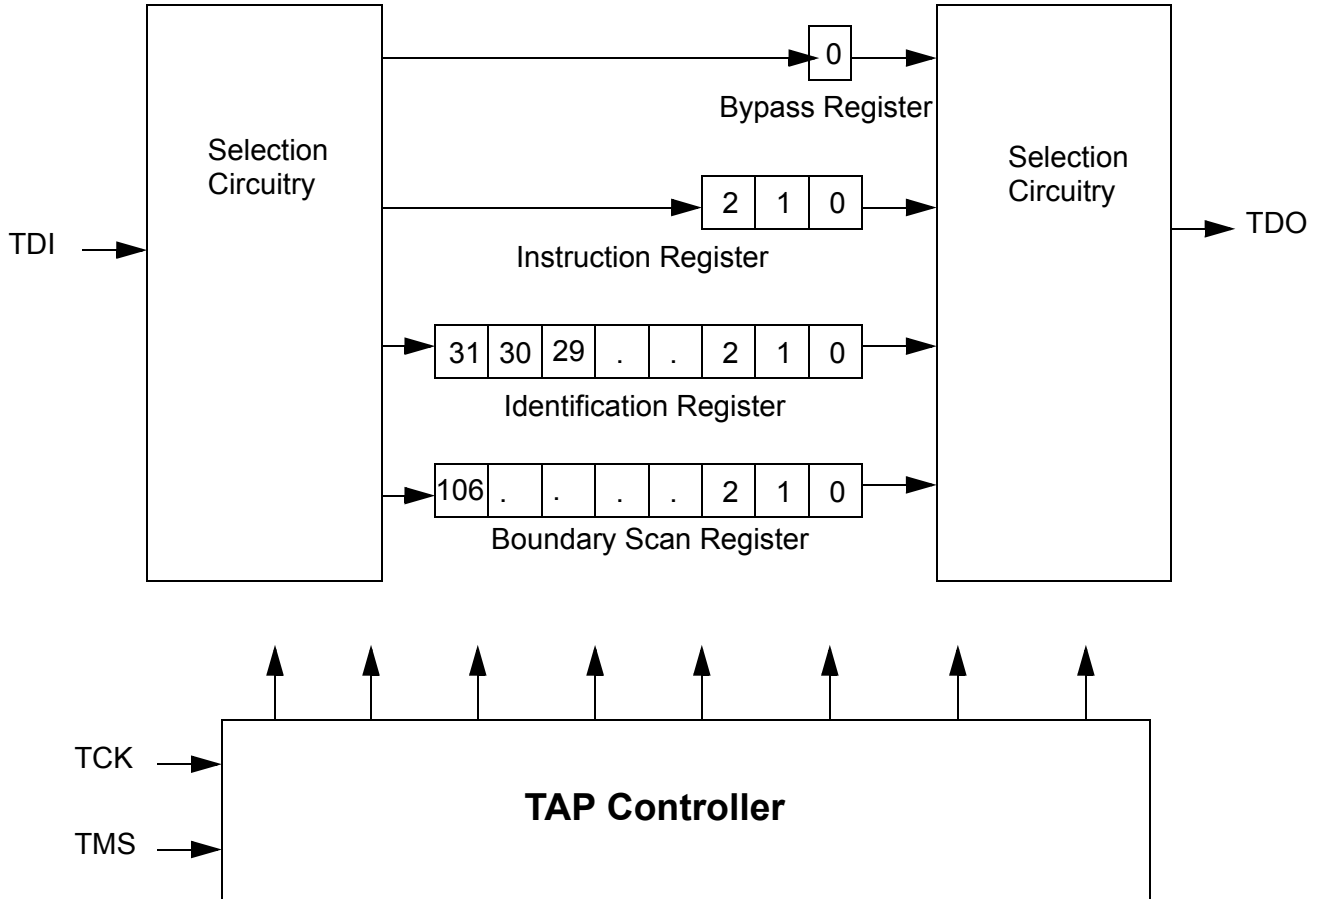 0
Bypass Register
Selection
Circuitry
Selection
Circuitry
2 1 0
Instruction Register
TDI
TDO
31 30 29 . . 2 1 0
Identification Register
106 . . . . 2 1 0
Boundary Scan Register
TCK
TAP Controller
TMS